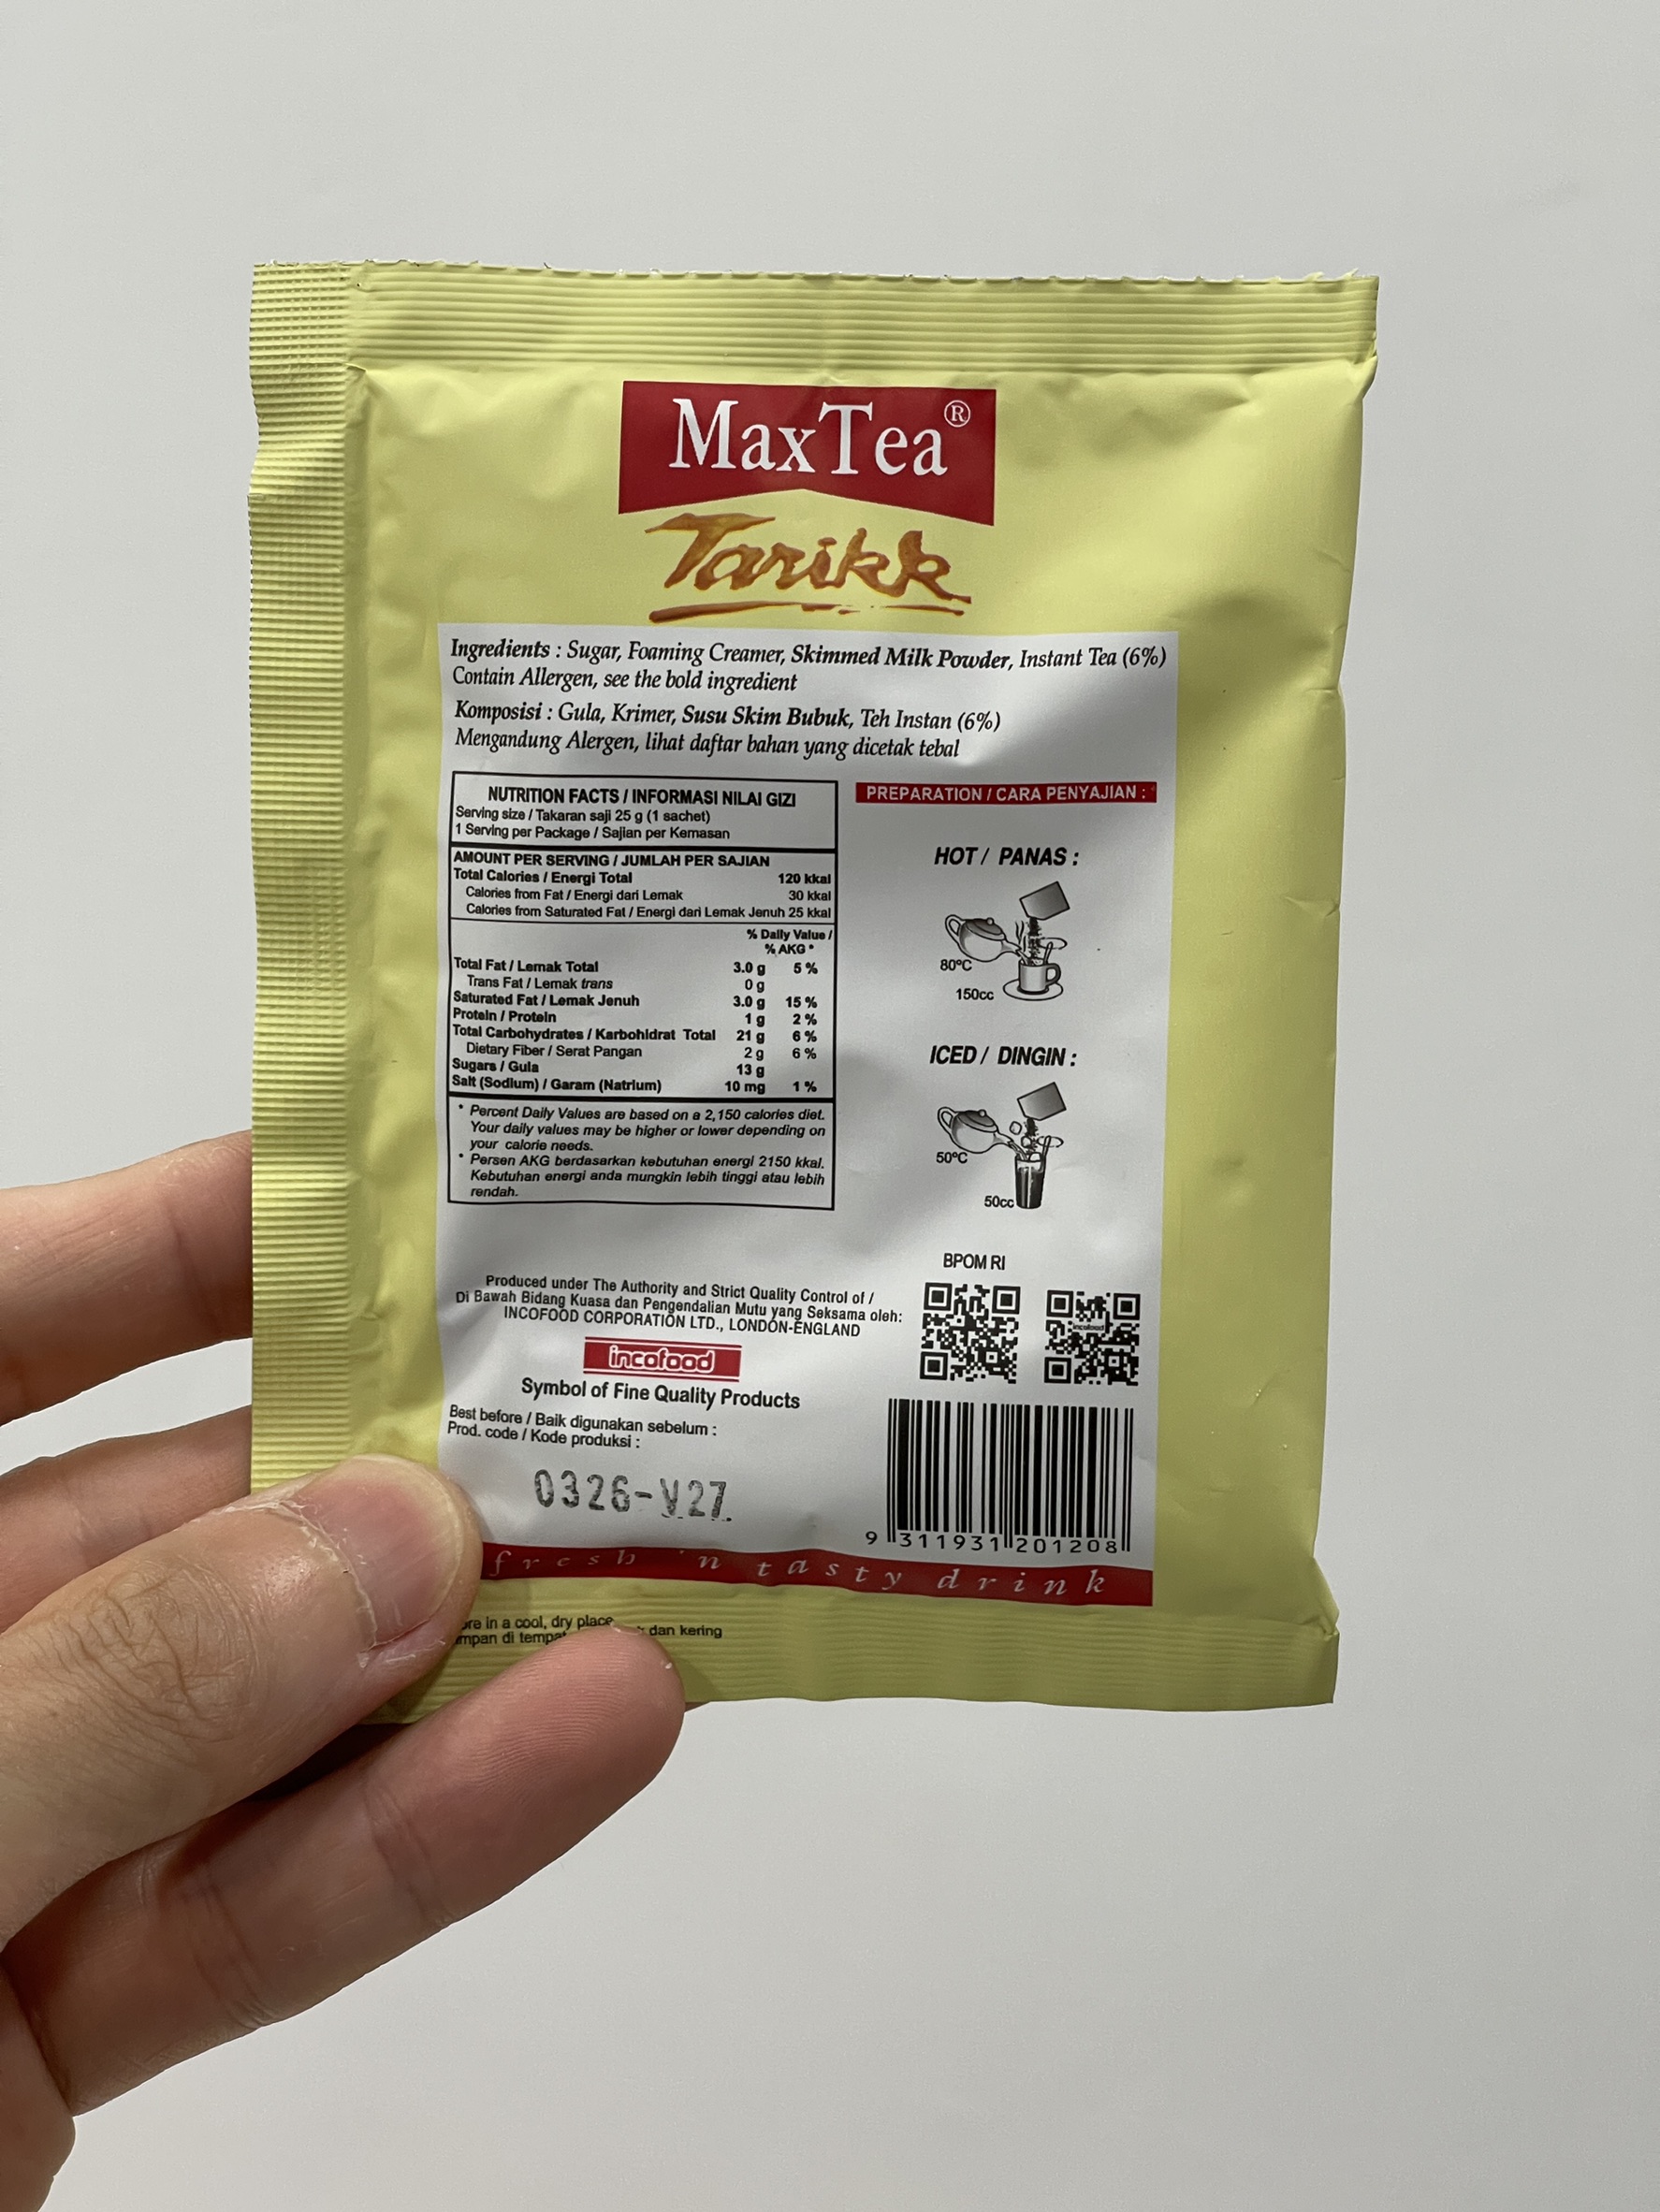 MaxTea®
Tarikk
Ingredients : Sugar, Foaming Creamer, Skimmed Milk Powder, Instant Tea (6%)
Contain Allergen, see the bold ingredient
Komposisi : Gula, Krimer, Susu Skim Bubuk, Teh Instan (6%)
Mengandung Alergen, lihat daftar bahan yang dicetak tebal
NUTRITION FACTS / INFORMASI NILAI GIZI
Serving size / Takaran saji 25 g (1 sachet)
1 Serving per Package / Sajian per Kemasan
AMOUNT PER SERVING / JUMLAH PER SAJIAN
Total Calories / Energi Total 120 kkal
Calories from Fat / Energi dari Lemak 30 kkal
Calories from Saturated Fat / Energi dari Lemak Jenuh 25 kkal
% Daily Value /
% AKG *
Total Fat / Lemak Total 3.0 g 5 %
Trans Fat / Lemak trans 0 g
Saturated Fat / Lemak Jenuh 3.0 g 15 %
Protein / Protein 1 g 2 %
Total Carbohydrates / Karbohidrat Total 21 g 6 %
Dietary Fiber / Serat Pangan 2 g 6 %
Sugars / Gula 13 g
Salt (Sodium) / Garam (Natrium) 10 mg 1 %
* Percent Daily Values are based on a 2,150 calories diet.
Your daily values may be higher or lower depending on
your calorie needs.
* Persen AKG berdasarkan kebutuhan energi 2150 kkal.
Kebutuhan energi anda mungkin lebih tinggi atau lebih
rendah.
PREPARATION / CARA PENYAJIAN :
HOT / PANAS :
80°C
150cc
ICED / DINGIN :
50°C
50cc
BPOM RI
incofood
Produced under The Authority and Strict Quality Control of /
Di Bawah Bidang Kuasa dan Pengendalian Mutu yang Seksama oleh:
INCOFOOD CORPORATION LTD., LONDON-ENGLAND
incofood
Symbol of Fine Quality Products
Best before / Baik digunakan sebelum :
Prod. code / Kode produksi :
0326-V27
9 311931 201208
fresh 'n tasty drink
in a cool, dry place
di dan kering